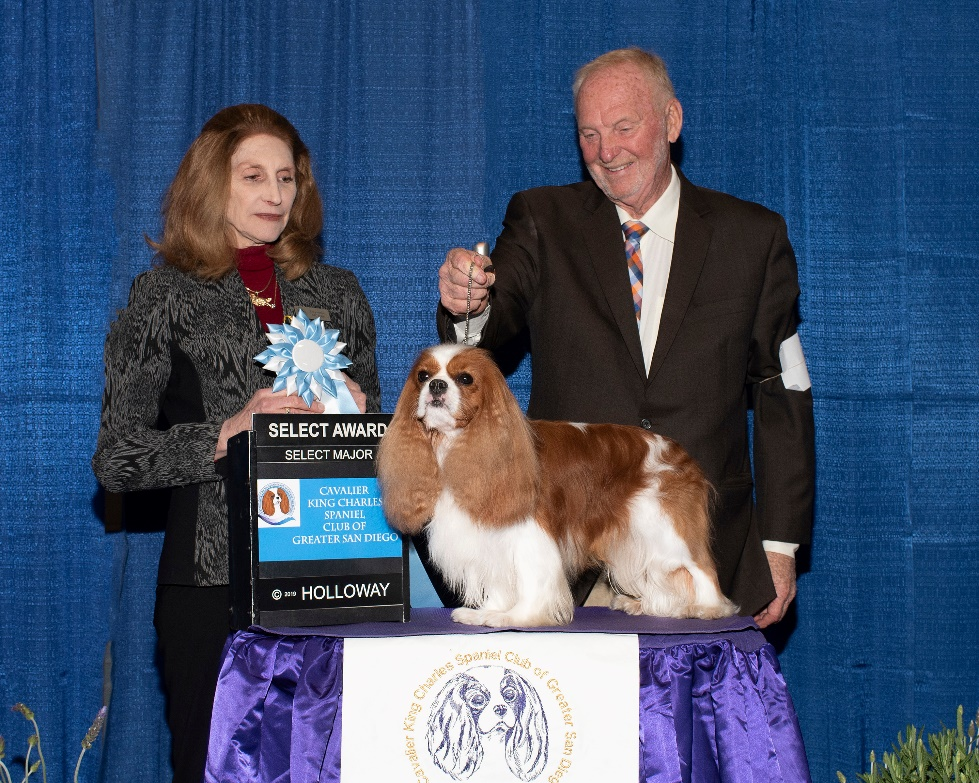 SELECT AWARD
SELECT MAJOR
CAVALIER
KING CHARLES
SPANIEL
CLUB OF
GREATER SAN DIEGO
© 2019 HOLLOWAY
Cavalier King Charles Spaniel Club of Greater San Diego